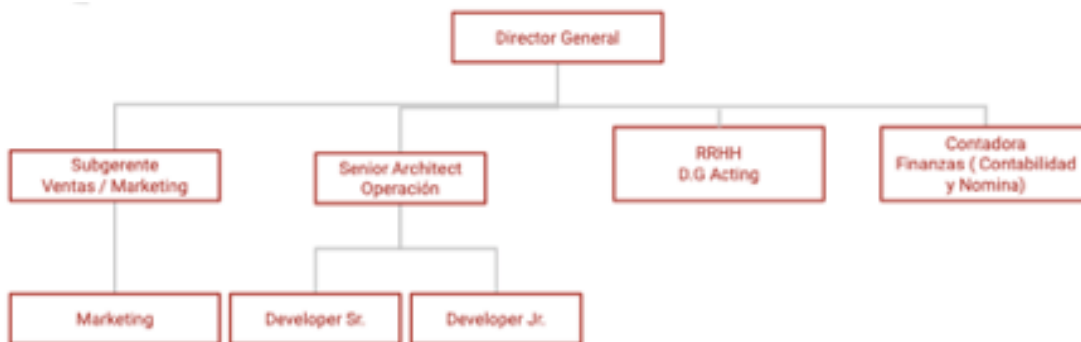 Director General
Subgerente
Ventas / Marketing
Senior Architect
Operación
RRHH
D.G Acting
Contadora
Finanzas ( Contabilidad
y Nomina)
Marketing
Developer Sr.
Developer Jr.